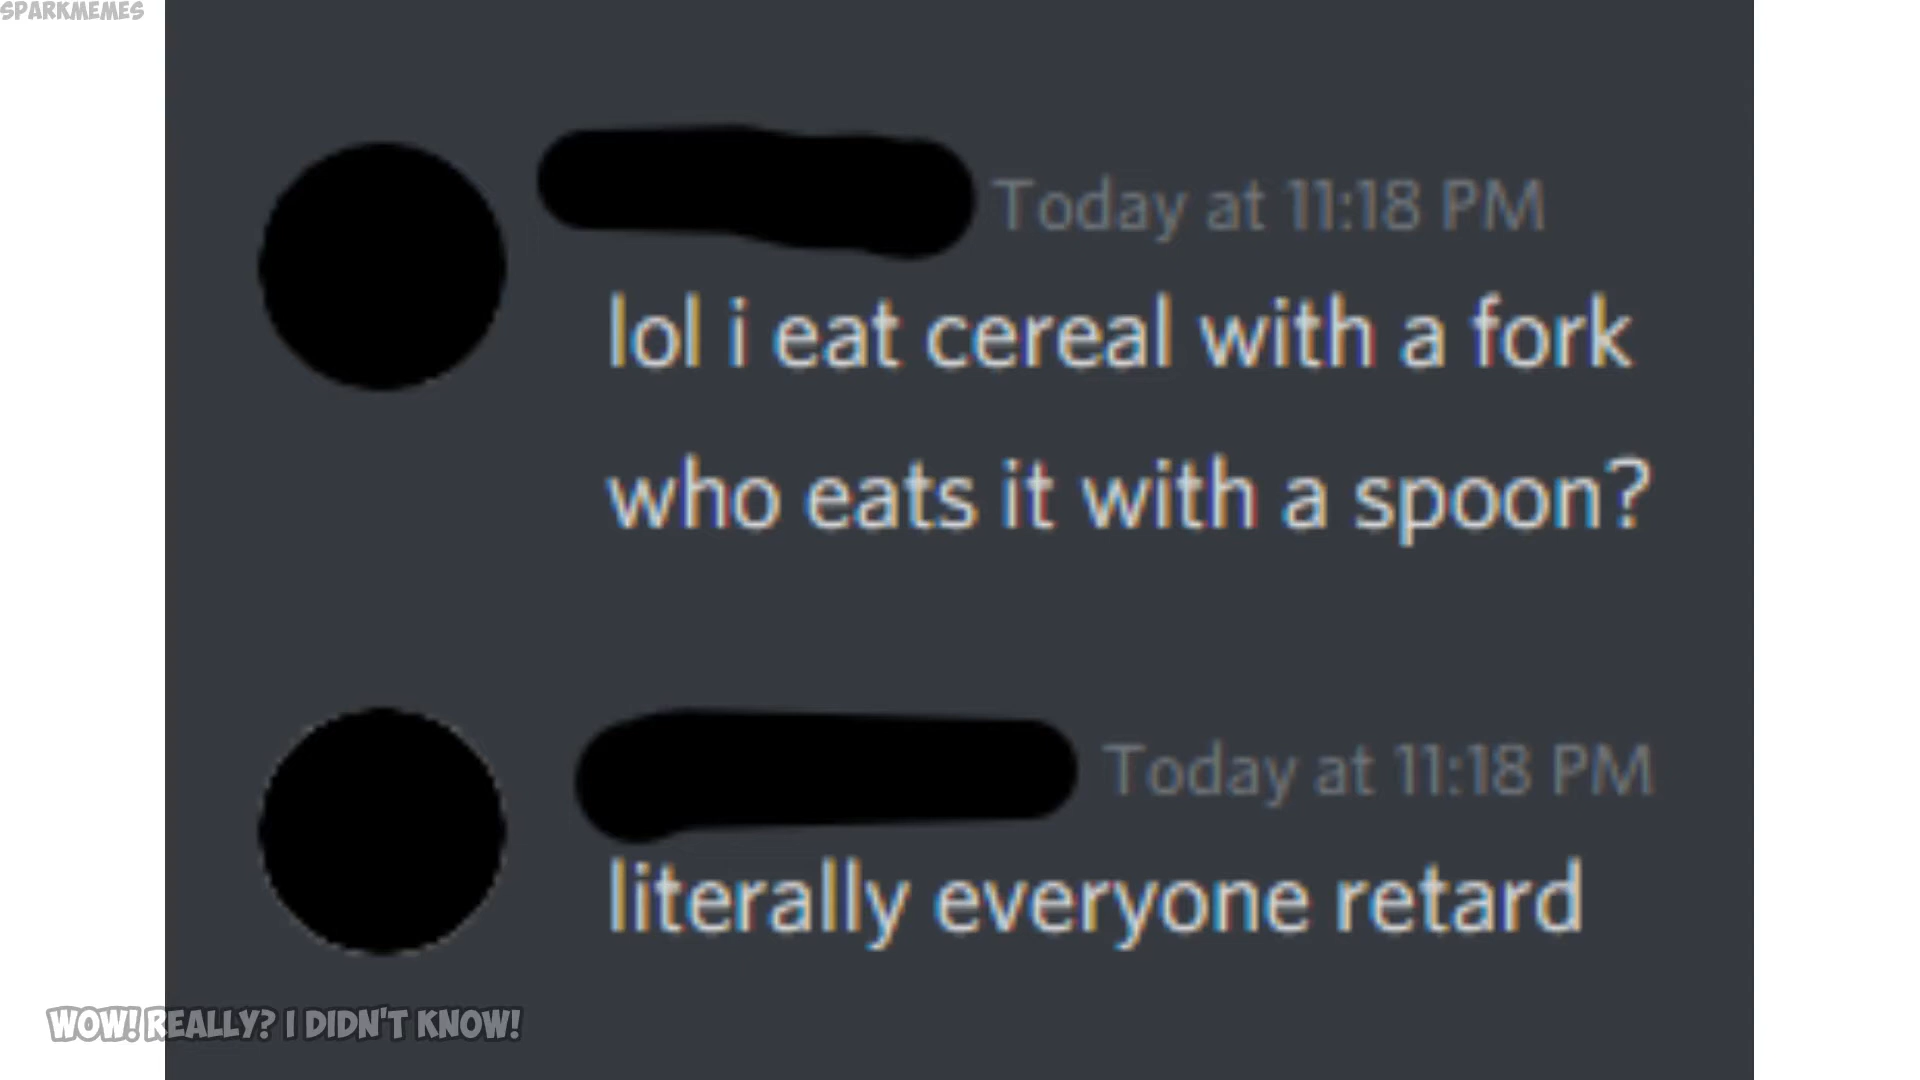 SPARKMEMES
Today at 11:18 PM
lol i eat cereal with a fork
who eats it with a spoon?
Today at 11:18 PM
literally everyone retard
WOW! REALLY? I DIDN'T KNOW!